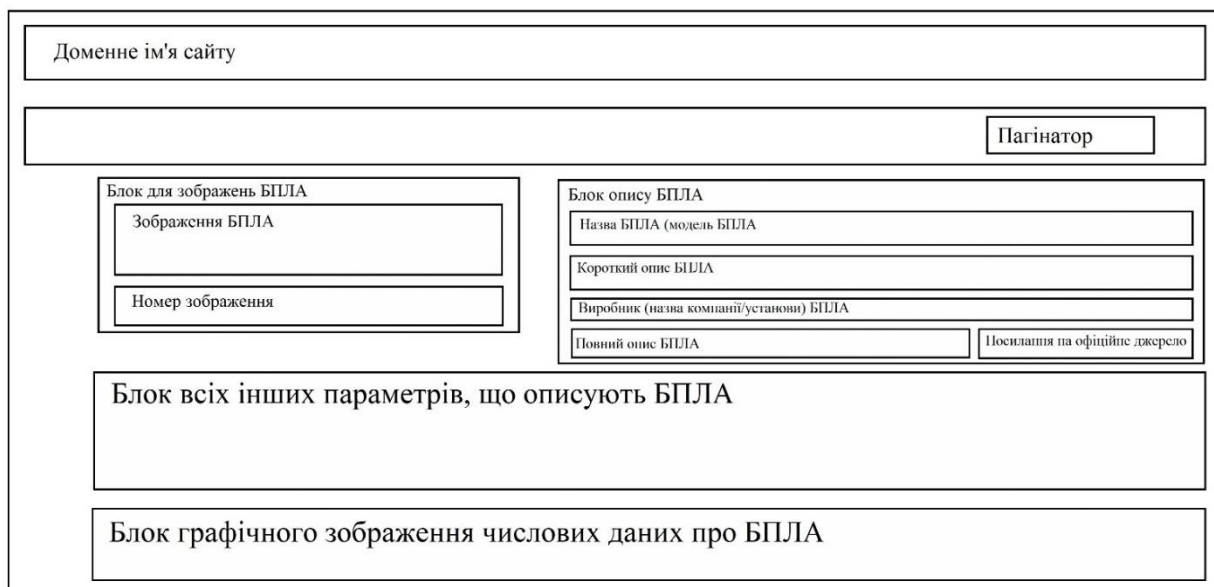 Доменне ім'я сайту
Пагінатор
Блок для зображень БПЛА
Зображення БПЛА
Номер зображення
Блок опису БПЛА
Назва БПЛА (модель БПЛА
Короткий опис БПЛА
Виробник (назва компанії/установи) БПЛА
Повний опис БПЛА
Посилання на офіційне джерело
Блок всіх інших параметрів, що описують БПЛА
Блок графічного зображення числових даних про БПЛА